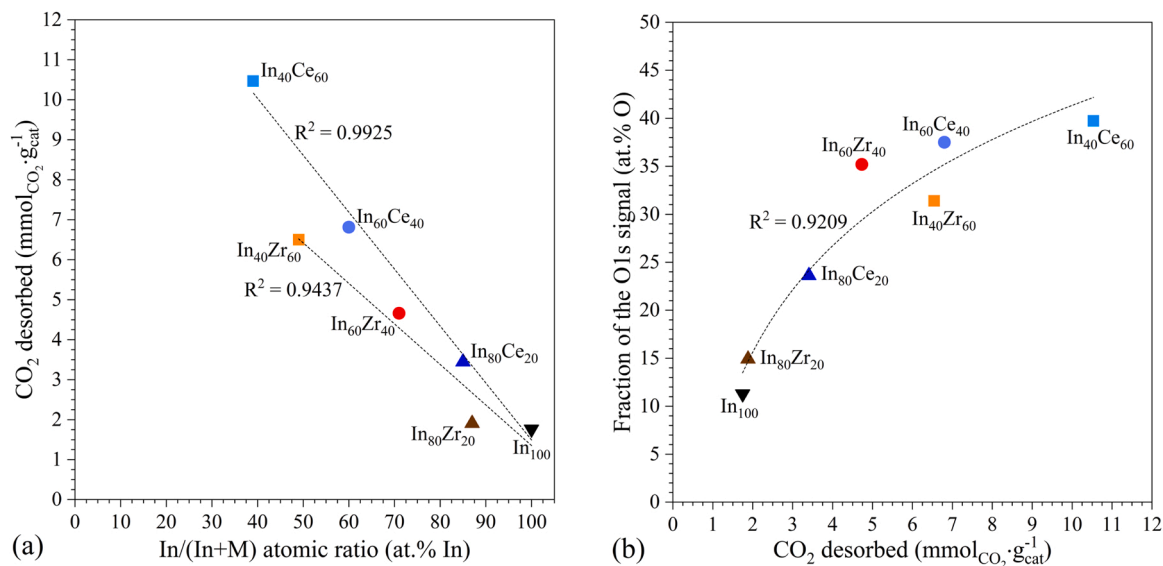 12
11
10
9
8
7
6
5
4
3
2
1
0
CO₂ desorbed (mmol_CO₂·g⁻¹_cat)
In₄₀Ce₆₀
R² = 0.9925
In₆₀Ce₄₀
In₄₀Zr₆₀
R² = 0.9437
In₆₀Zr₄₀
In₈₀Ce₂₀
In₈₀Zr₂₀
In₁₀₀
0 10 20 30 40 50 60 70 80 90 100
(a) In/(In+M) atomic ratio (at.% In)
50
45
40
35
30
25
20
15
10
5
0
Fraction of the O1s signal (at.% O)
In₆₀Ce₄₀
In₄₀Ce₆₀
In₆₀Zr₄₀
In₄₀Zr₆₀
R² = 0.9209
In₈₀Ce₂₀
In₈₀Zr₂₀
In₁₀₀
0 1 2 3 4 5 6 7 8 9 10 11 12
(b) CO₂ desorbed (mmol_CO₂·g⁻¹_cat)